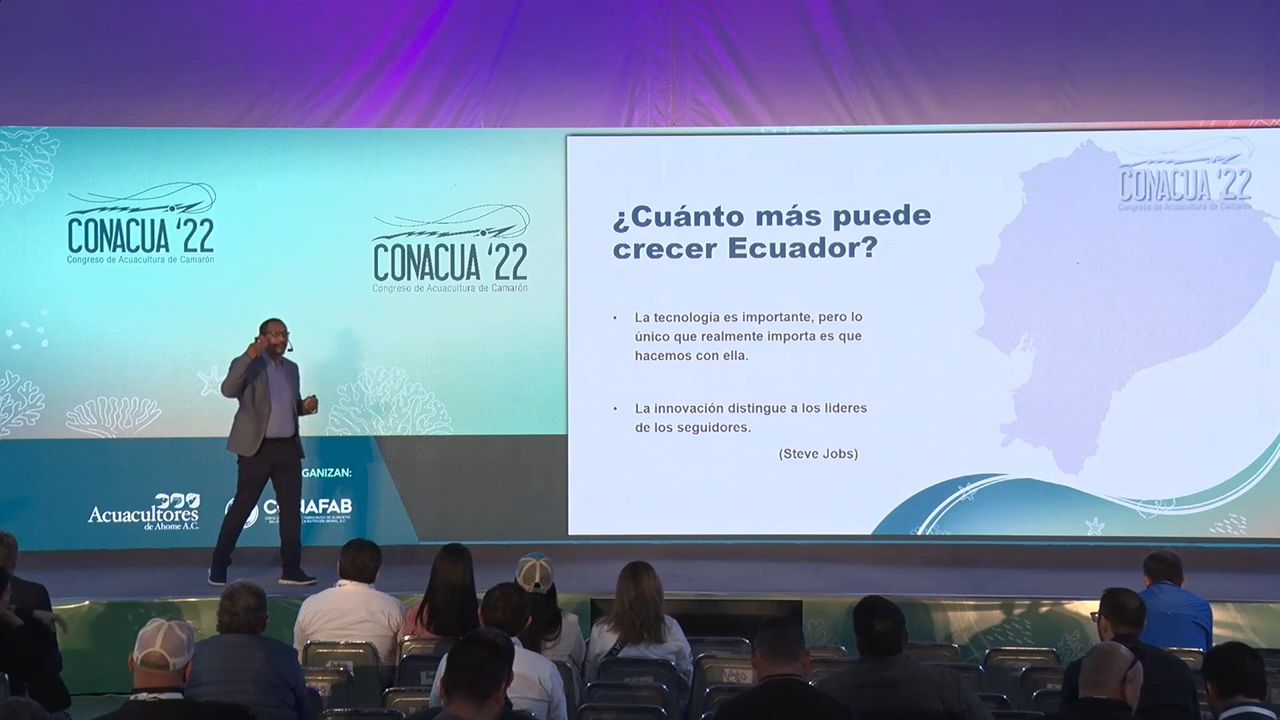 CONACUA '22
Congreso de Acuacultura de Camarón
CONACUA '22
Congreso de Acuacultura de Camarón
CONACUA '22
Congreso de Acuacultura de Camarón
¿Cuánto más puede
crecer Ecuador?
• La tecnología es importante, pero lo
único que realmente importa es que
hacemos con ella.
• La innovación distingue a los lideres
de los seguidores.
(Steve Jobs)
GANIZAN:
Acuacultores
de Ahome A.C.
NAFAB